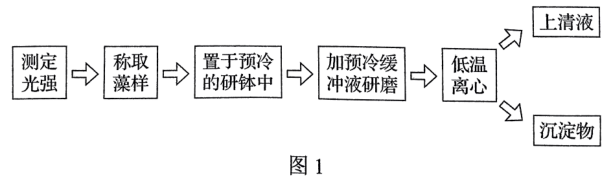 测定
光强
称取
藻样
置于预冷
的研钵中
加预冷缓
冲液研磨
低温
离心
上清液
沉淀物
图1